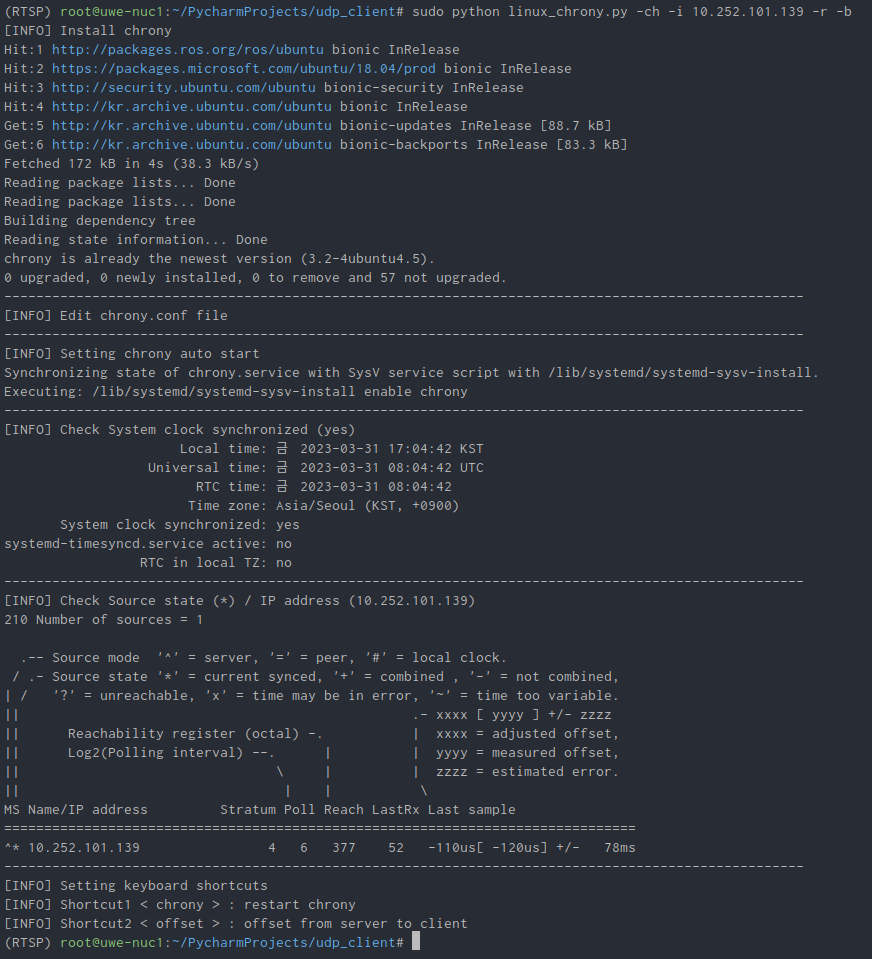 (RTSP) root@uwe-nuc1:~/PycharmProjects/udp_client# sudo python linux_chrony.py -ch -i 10.252.101.139 -r -b
[INFO] Install chrony
Hit:1 http://packages.ros.org/ros/ubuntu bionic InRelease
Hit:2 https://packages.microsoft.com/ubuntu/18.04/prod bionic InRelease
Hit:3 http://security.ubuntu.com/ubuntu bionic-security InRelease
Hit:4 http://kr.archive.ubuntu.com/ubuntu bionic InRelease
Get:5 http://kr.archive.ubuntu.com/ubuntu bionic-updates InRelease [88.7 kB]
Get:6 http://kr.archive.ubuntu.com/ubuntu bionic-backports InRelease [83.3 kB]
Fetched 172 kB in 4s (38.3 kB/s)
Reading package lists... Done
Reading package lists... Done
Building dependency tree
Reading state information... Done
chrony is already the newest version (3.2-4ubuntu4.5).
0 upgraded, 0 newly installed, 0 to remove and 57 not upgraded.
----------------------------------------------------------------------------------------------------
[INFO] Edit chrony.conf file
----------------------------------------------------------------------------------------------------
[INFO] Setting chrony auto start
Synchronizing state of chrony.service with SysV service script with /lib/systemd/systemd-sysv-install.
Executing: /lib/systemd/systemd-sysv-install enable chrony
----------------------------------------------------------------------------------------------------
[INFO] Check System clock synchronized (yes)
                      Local time: 금 2023-03-31 17:04:42 KST
                  Universal time: 금 2023-03-31 08:04:42 UTC
                        RTC time: 금 2023-03-31 08:04:42
                       Time zone: Asia/Seoul (KST, +0900)
       System clock synchronized: yes
systemd-timesyncd.service active: no
                 RTC in local TZ: no
----------------------------------------------------------------------------------------------------
[INFO] Check Source state (*) / IP address (10.252.101.139)
210 Number of sources = 1

  .-- Source mode  '^' = server, '=' = peer, '#' = local clock.
 / .- Source state '*' = current synced, '+' = combined , '-' = not combined,
| /   '?' = unreachable, 'x' = time may be in error, '~' = time too variable.
||                                                 .- xxxx [ yyyy ] +/- zzzz
||      Reachability register (octal) -.           |  xxxx = adjusted offset,
||      Log2(Polling interval) --.      |          |  yyyy = measured offset,
||                                \     |          |  zzzz = estimated error.
||                                 |    |           \
MS Name/IP address         Stratum Poll Reach LastRx Last sample
===============================================================================
^* 10.252.101.139                4   6   377    52   -110us[ -120us] +/-   78ms
----------------------------------------------------------------------------------------------------
[INFO] Setting keyboard shortcuts
[INFO] Shortcut1 < chrony > : restart chrony
[INFO] Shortcut2 < offset > : offset from server to client
(RTSP) root@uwe-nuc1:~/PycharmProjects/udp_client#